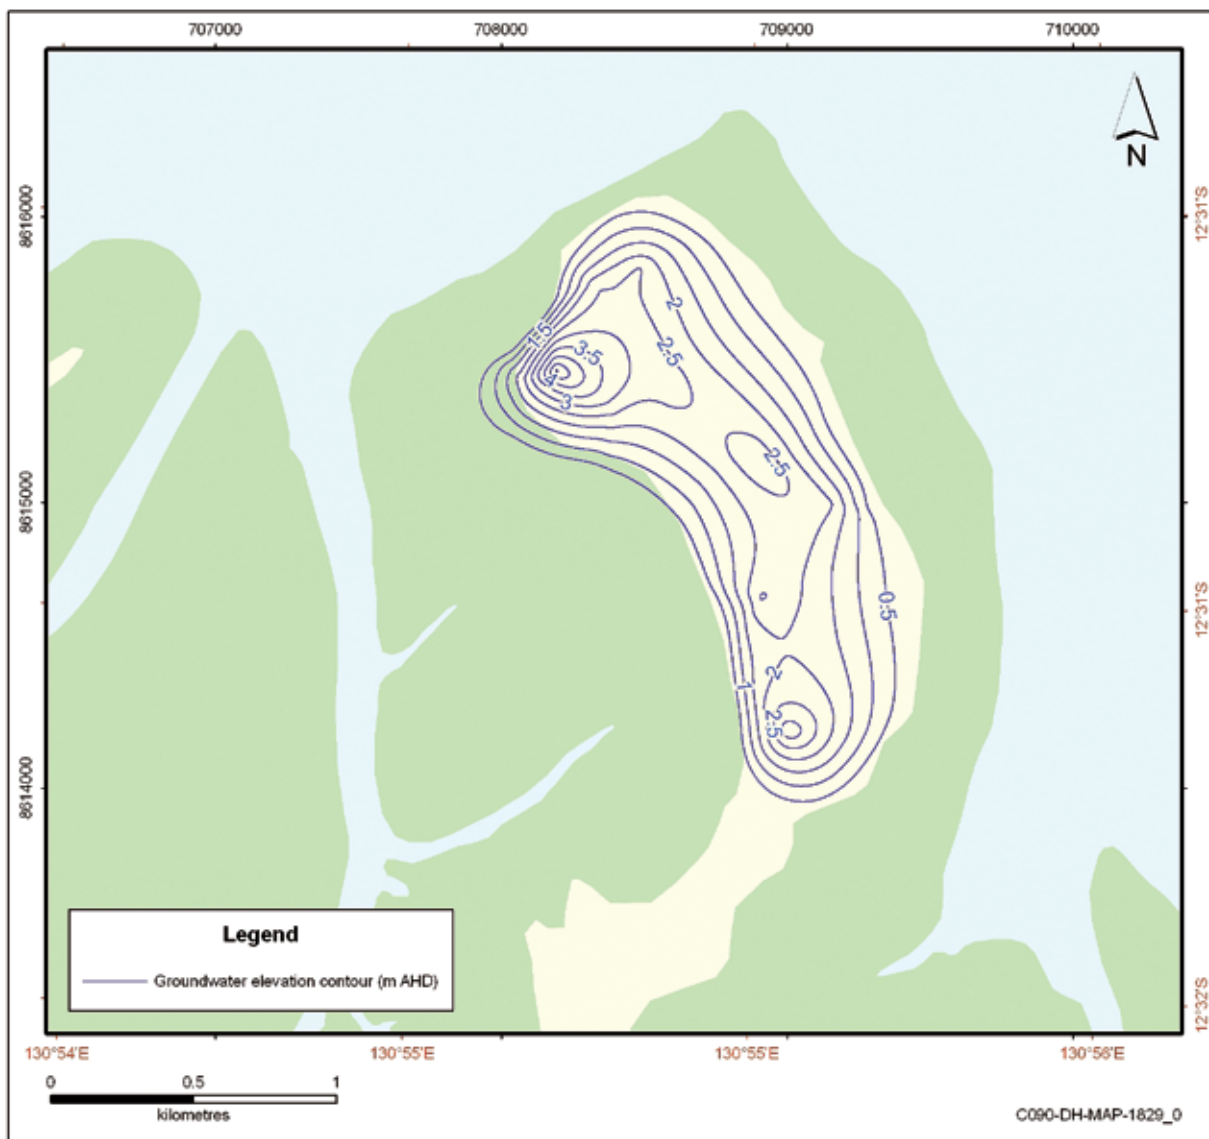 707000 708000 709000 710000
N
8616000
12°31'S
2
1.5
3.5
2.5
4
3
2.5
8615000
0.5
12°31'S
2
1
2.5
8614000
Legend
Groundwater elevation contour (m AHD)
12°32'S
130°54'E 130°55'E 130°55'E 130°56'E
0 0.5 1
kilometres
C090-DH-MAP-1829_0